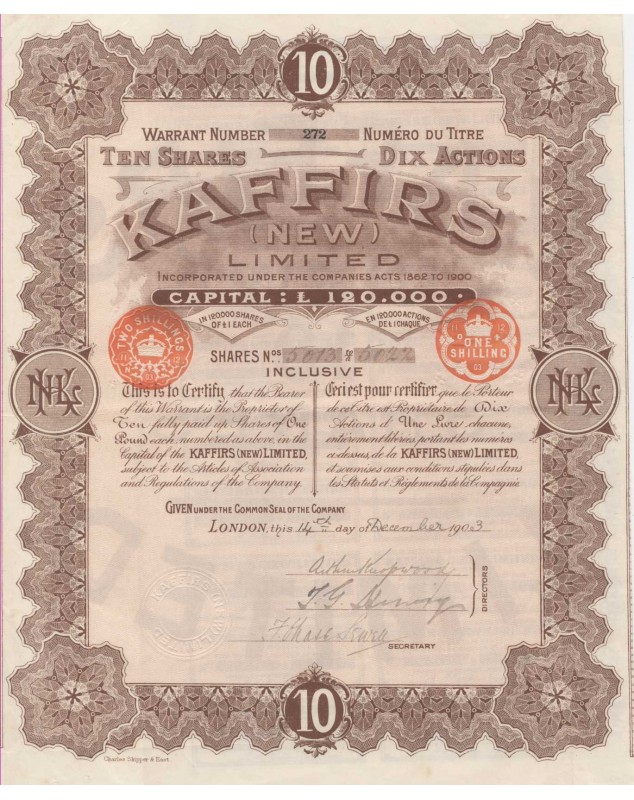 10
WARRANT NUMBER 272 NUMÉRO DU TITRE
TEN SHARES DIX ACTIONS
KAFFIRS
(NEW)
LIMITED
INCORPORATED UNDER THE COMPANIES ACTS 1862 TO 1900
CAPITAL: £ 120.000.
IN 120000 SHARES
OF £1 EACH
EN 120000 ACTIONS
DE £1 CHAQUE
TWO SHILLINGS
ONE
SHILLING
SHARES Nos 5013 @ 5022
INCLUSIVE
This is to Certify that the Bearer
of this Warrant is the Proprietor of
Ten fully paid up Shares of One
Pound each, numbered as above, in the
Capital of the KAFFIRS (NEW) LIMITED,
subject to the Articles of Association
and Regulations of the Company.
Ceci est pour certifier que le Porteur
de ce Titre est Propriétaire de Dix
Actions d'Une Livre, chacune,
entièrement libérées, portant les numéros
ci dessus, de la KAFFIRS (NEW) LIMITED,
et soumises aux conditions stipulées dans
les Statuts et Règlements de la Compagnie
GIVEN UNDER THE COMMON SEAL OF THE COMPANY
LONDON, this 14th day of December 1903
DIRECTORS
SECRETARY
10
Charles Skipper & East